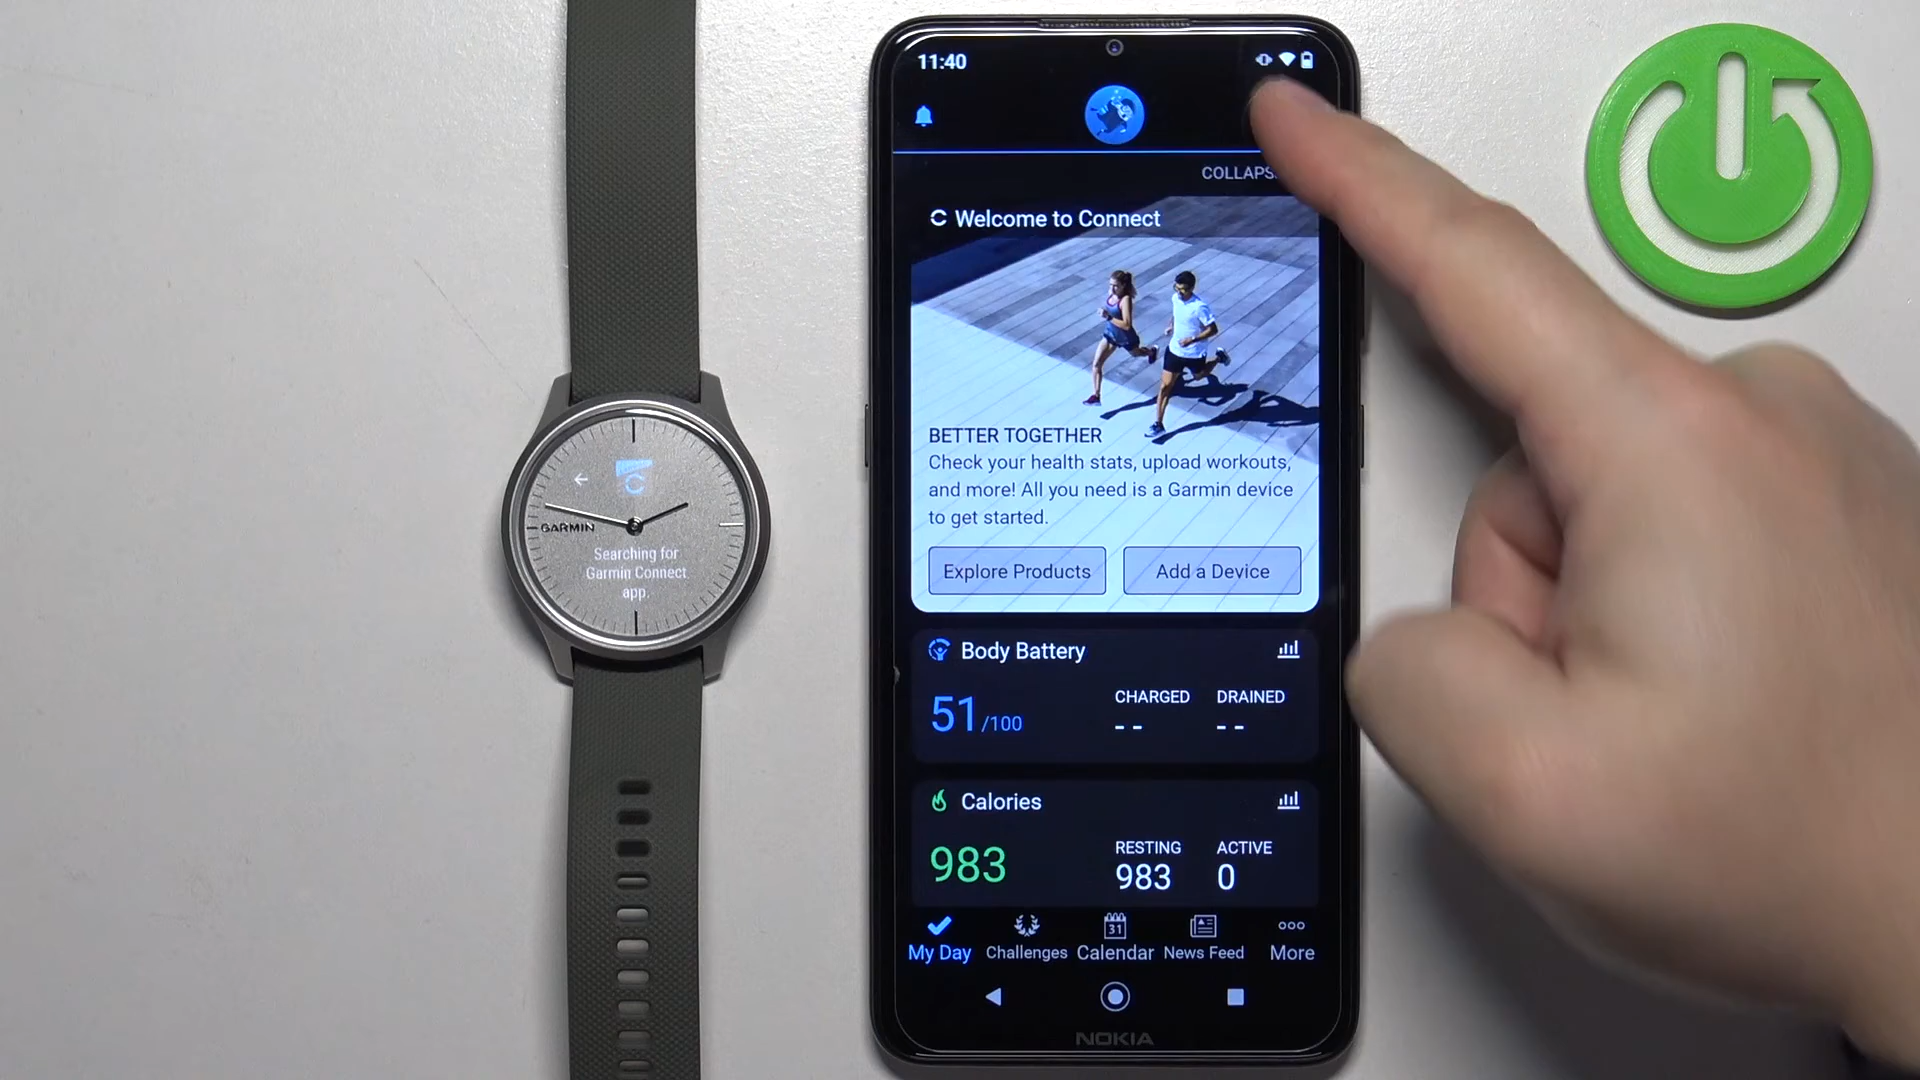 GARMIN
Searching for
Garmin Connect
app.
11:40
COLLAPS
Welcome to Connect
BETTER TOGETHER
Check your health stats, upload workouts,
and more! All you need is a Garmin device
to get started.
Explore Products
Add a Device
Body Battery
51/100
CHARGED
DRAINED
--
--
Calories
983
RESTING
ACTIVE
983
0
31
My Day
Challenges
Calendar
News Feed
More
NOKIA